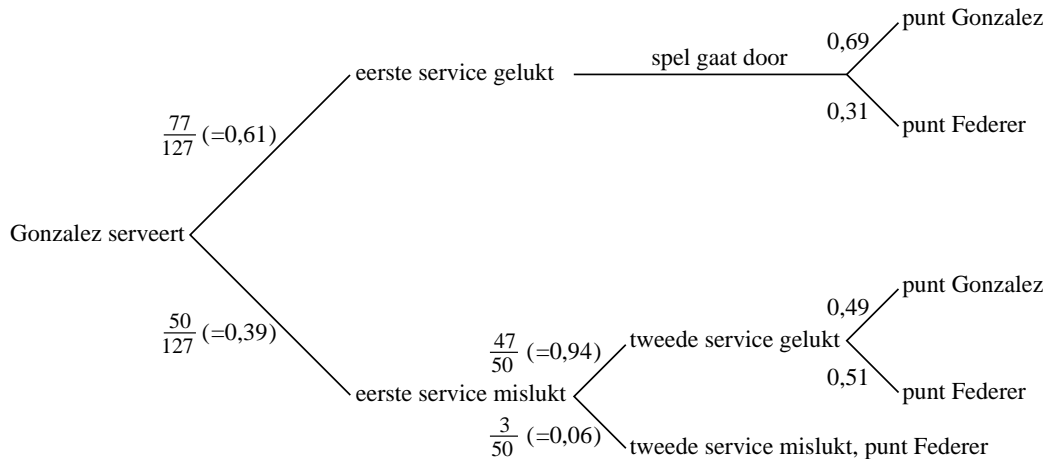 punt Gonzalez
0,69
spel gaat door
eerste service gelukt
0,31
punt Federer
77/127 (=0,61)
Gonzalez serveert
punt Gonzalez
0,49
50/127 (=0,39)
47/50 (=0,94)
tweede service gelukt
0,51
eerste service mislukt
punt Federer
3/50 (=0,06)
tweede service mislukt, punt Federer